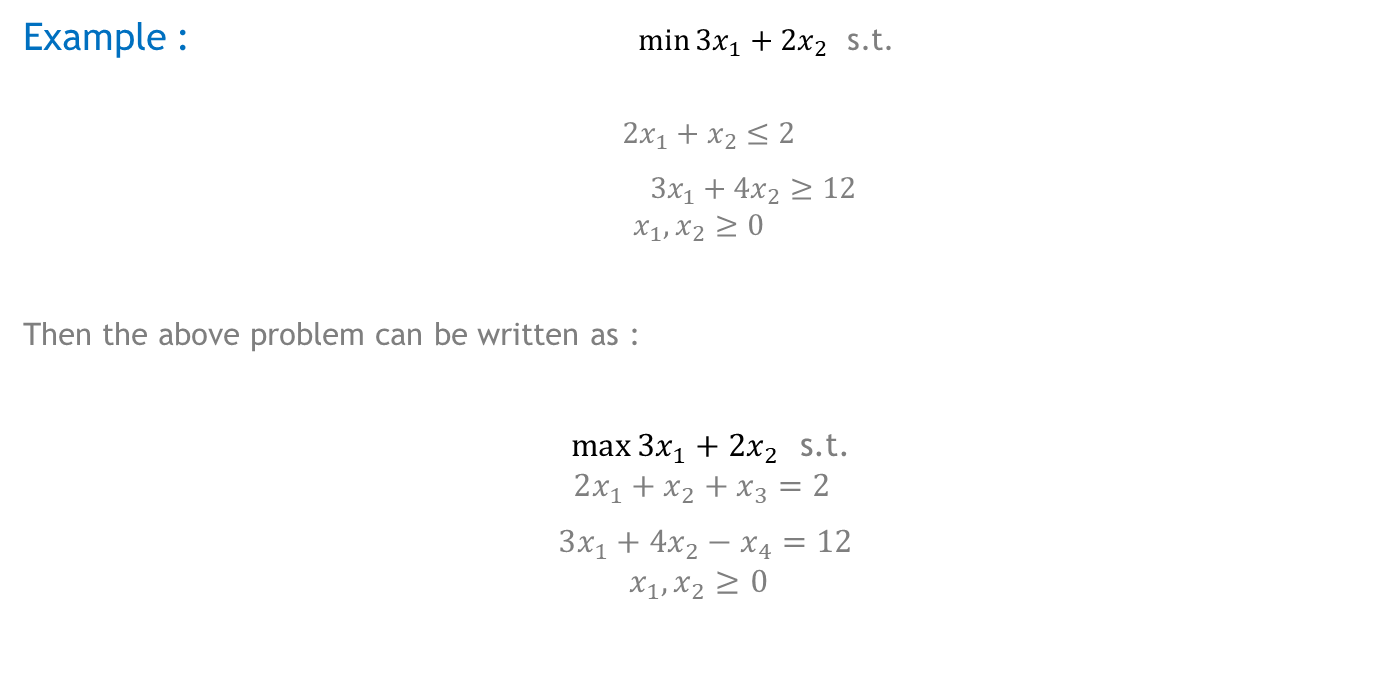 Example :
min 3x₁ + 2x₂ s.t.
2x₁ + x₂ ≤ 2
3x₁ + 4x₂ ≥ 12
x₁, x₂ ≥ 0
Then the above problem can be written as :
max 3x₁ + 2x₂ s.t.
2x₁ + x₂ + x₃ = 2
3x₁ + 4x₂ − x₄ = 12
x₁, x₂ ≥ 0